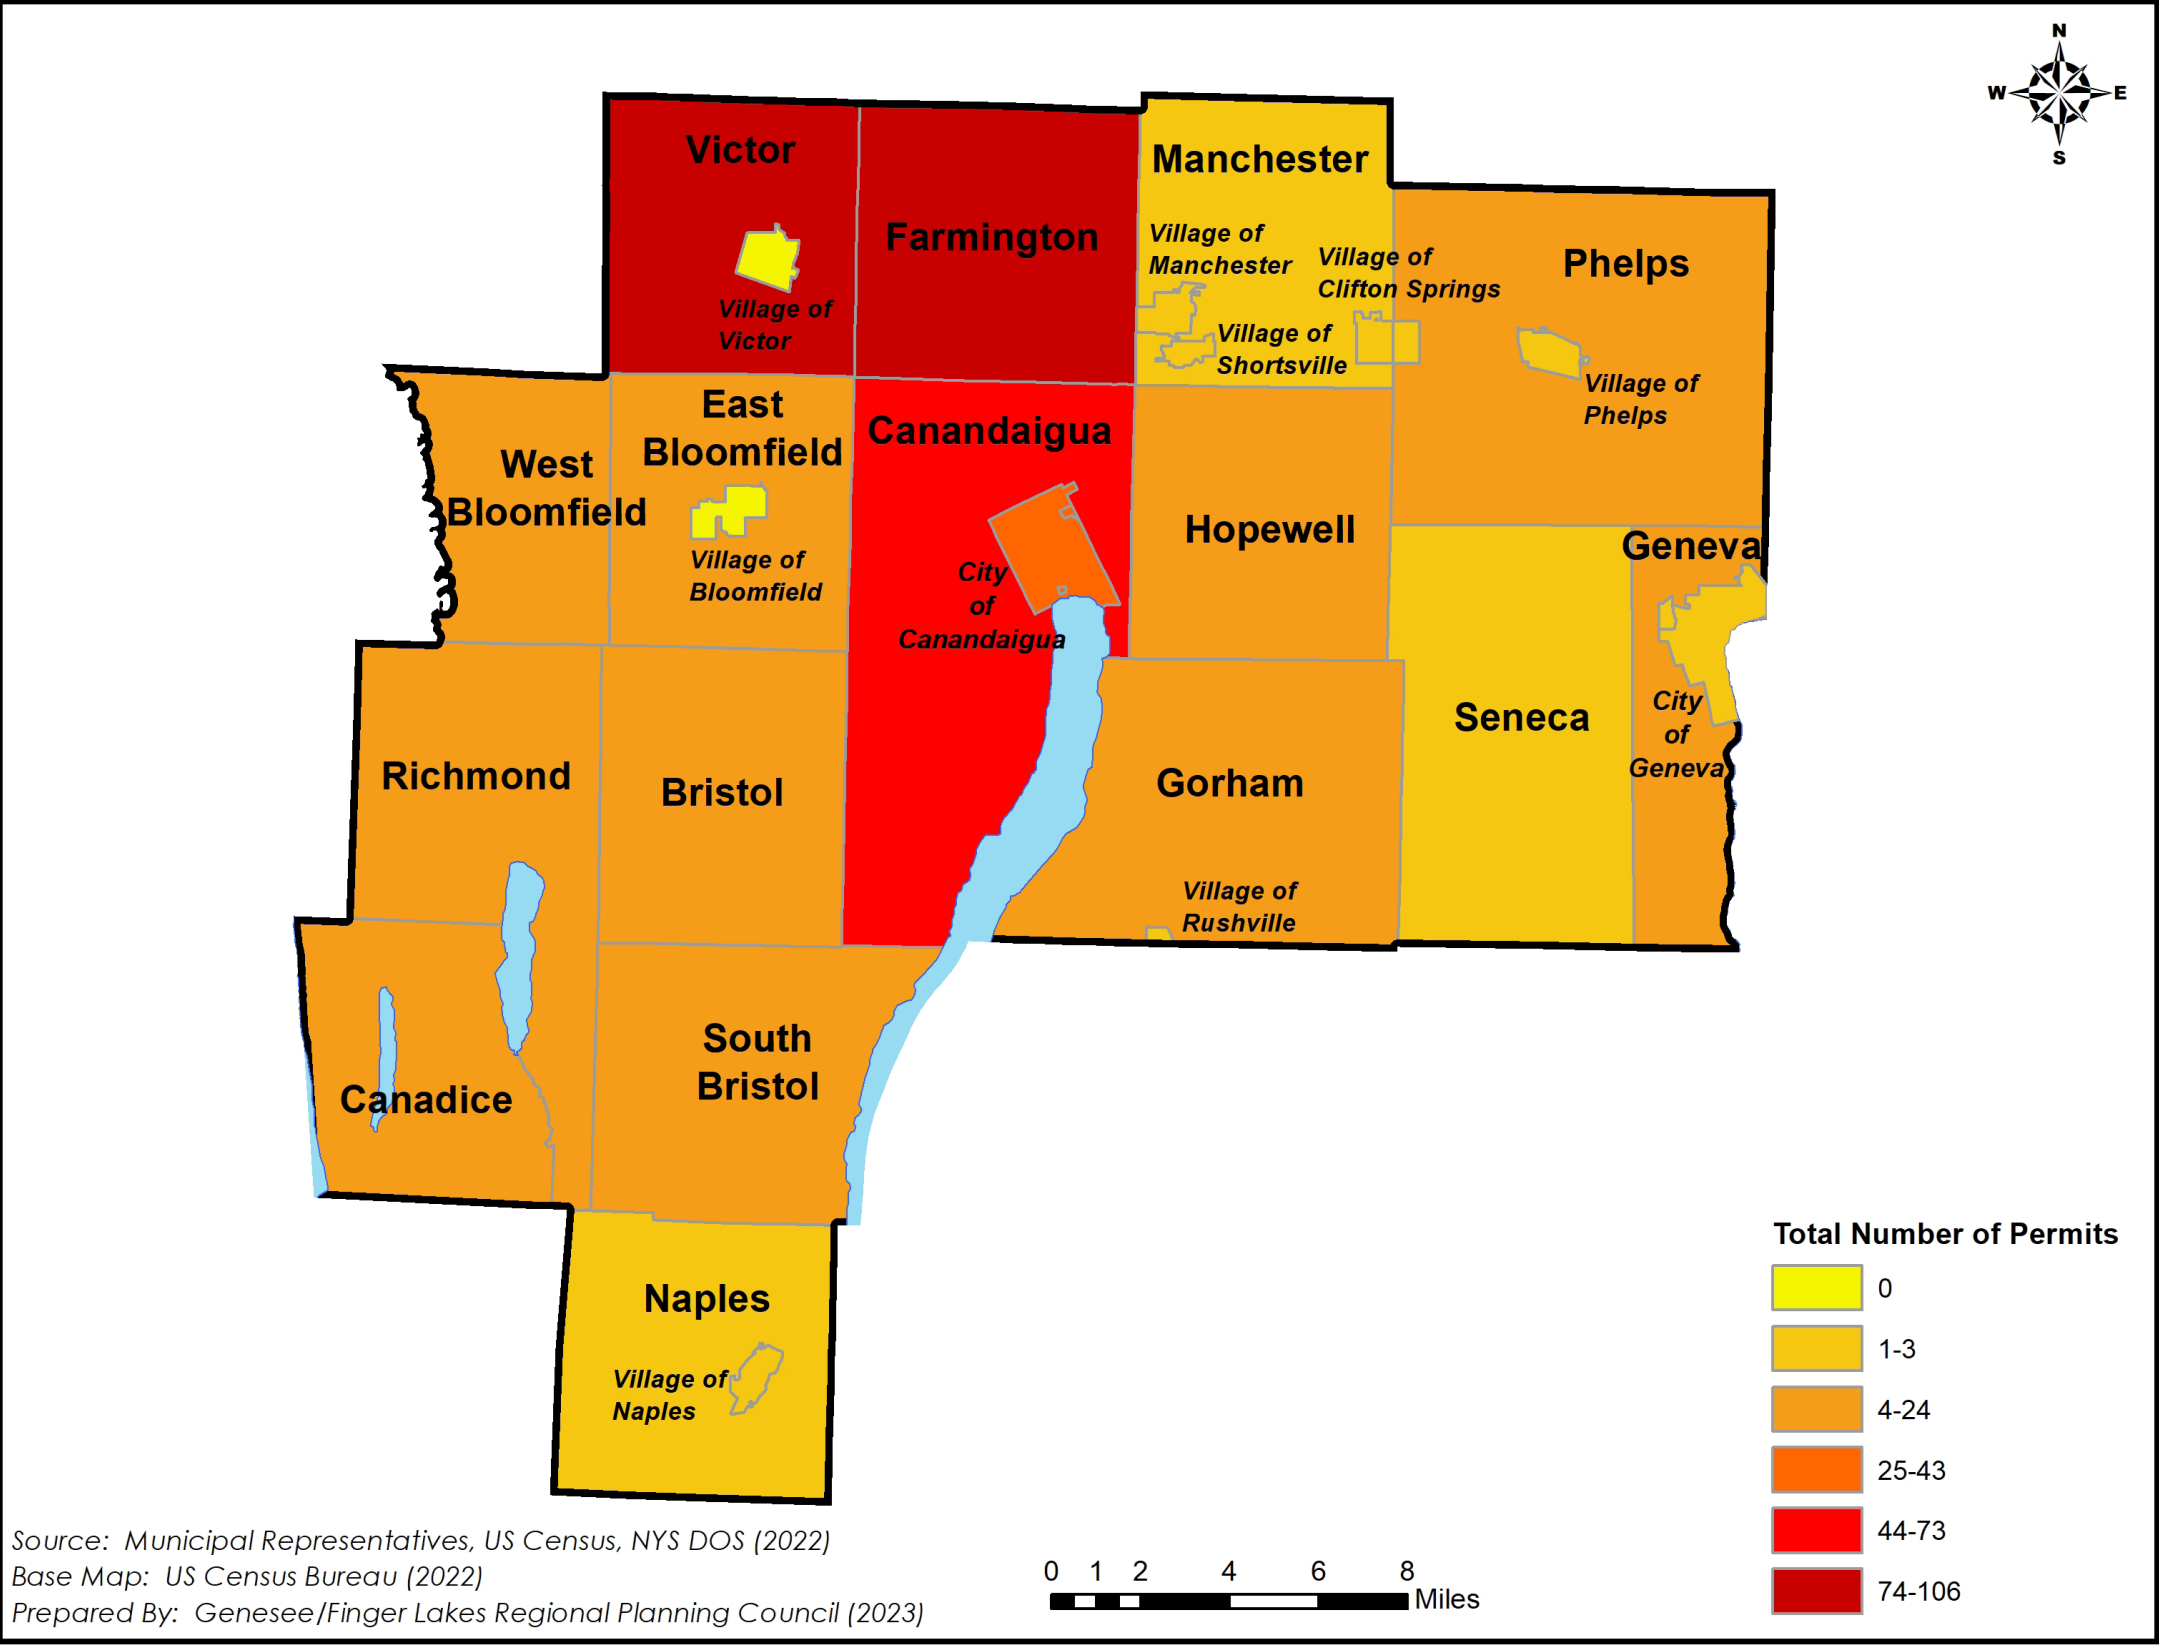 N
W E
S
Victor
Manchester
Farmington
Village of
Manchester
Village of
Clifton Springs
Phelps
Village of
Victor
Village of
Shortsville
Village of
Phelps
East
Bloomfield
Canandaigua
West
Bloomfield
Hopewell
Geneva
Village of
Bloomfield
City
of
Canandaigua
Seneca
City
of
Geneva
Richmond
Bristol
Gorham
Village of
Rushville
South
Bristol
Canadice
Naples
Village of
Naples
Total Number of Permits
0
1-3
4-24
25-43
44-73
74-106
Source: Municipal Representatives, US Census, NYS DOS (2022)
Base Map: US Census Bureau (2022)
Prepared By: Genesee/Finger Lakes Regional Planning Council (2023)
0 1 2 4 6 8
Miles